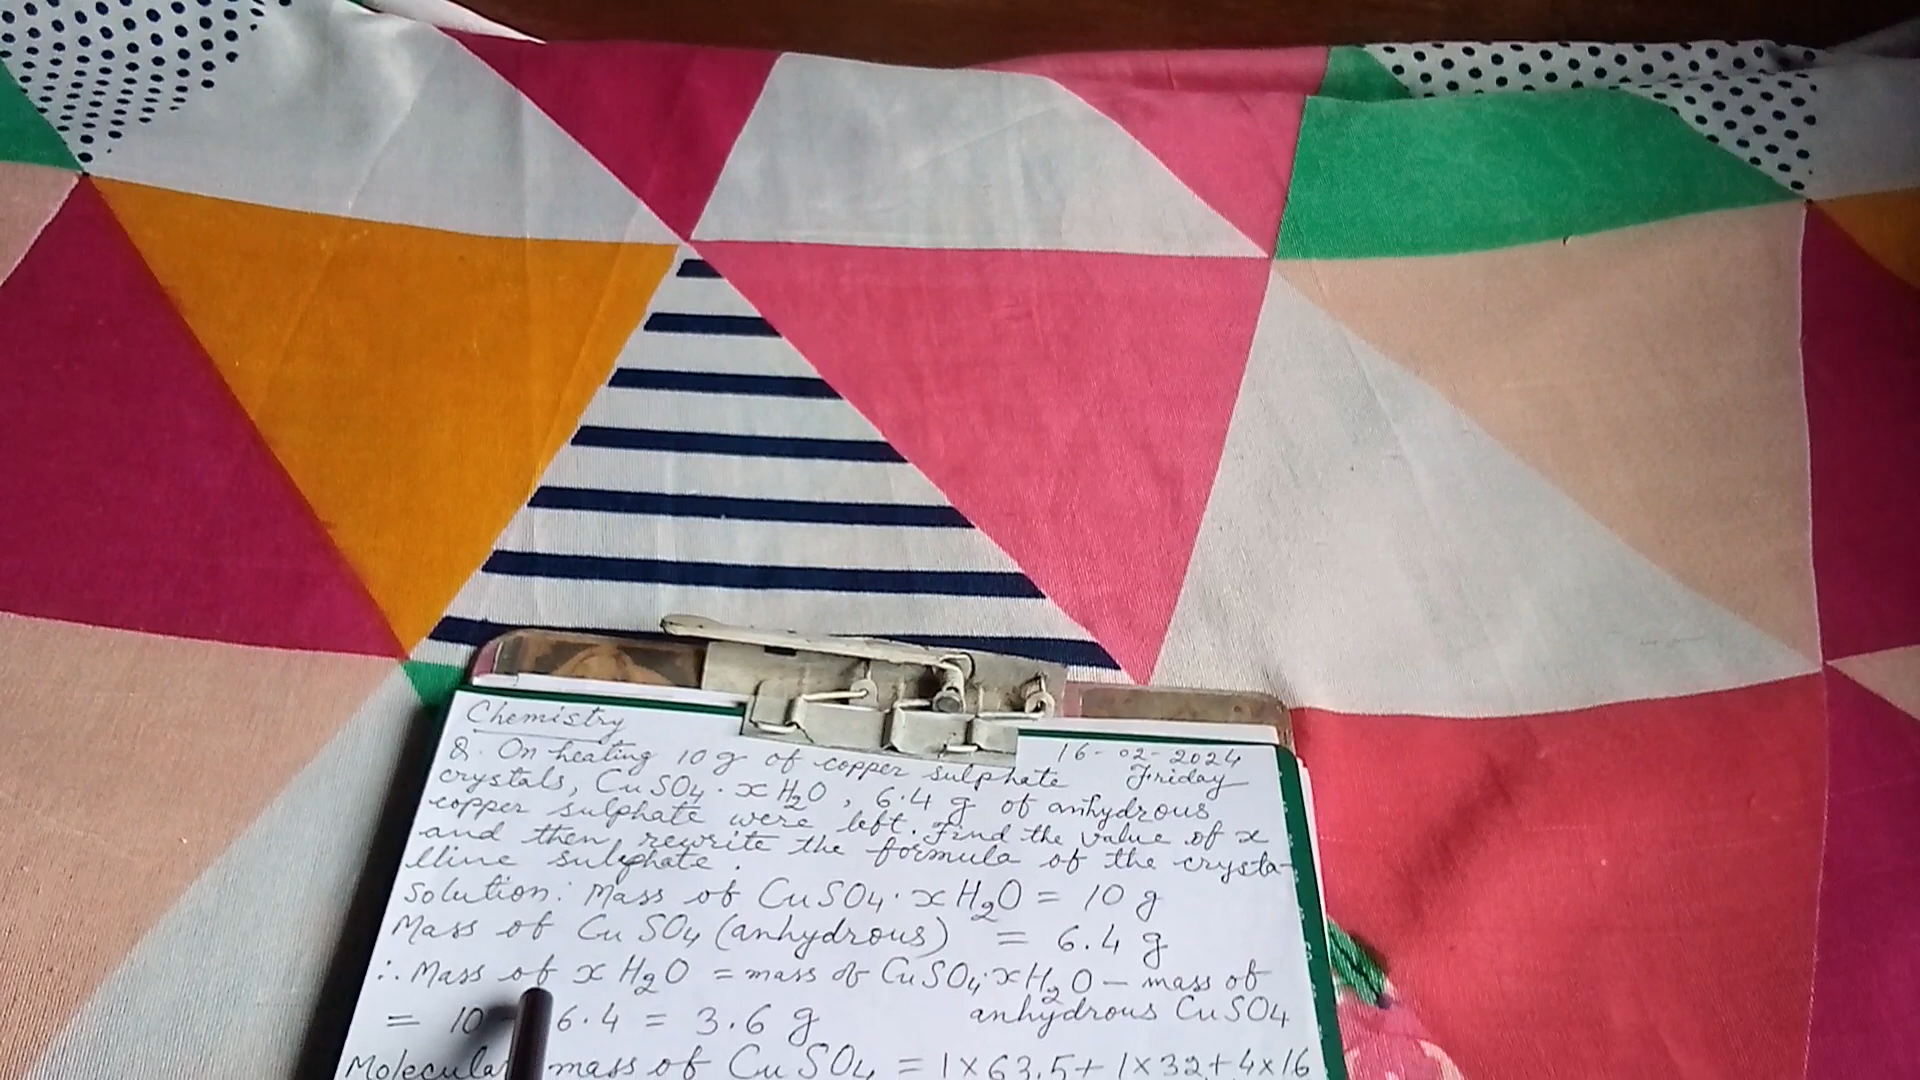 Chemistry
16-02-2024
Friday
Q. On heating 10 g of copper sulphate
crystals, CuSO4·xH2O, 6.4 g of anhydrous
copper sulphate were left. Find the value of x
and then rewrite the formula of the crysta-
lline sulphate.
Solution: Mass of CuSO4·xH2O = 10 g
Mass of CuSO4 (anhydrous) = 6.4 g
∴ Mass of xH2O = mass of CuSO4·xH2O – mass of
anhydrous CuSO4
= 10 - 6.4 = 3.6 g
Molecular mass of CuSO4 = 1×63.5+1×32+4×16